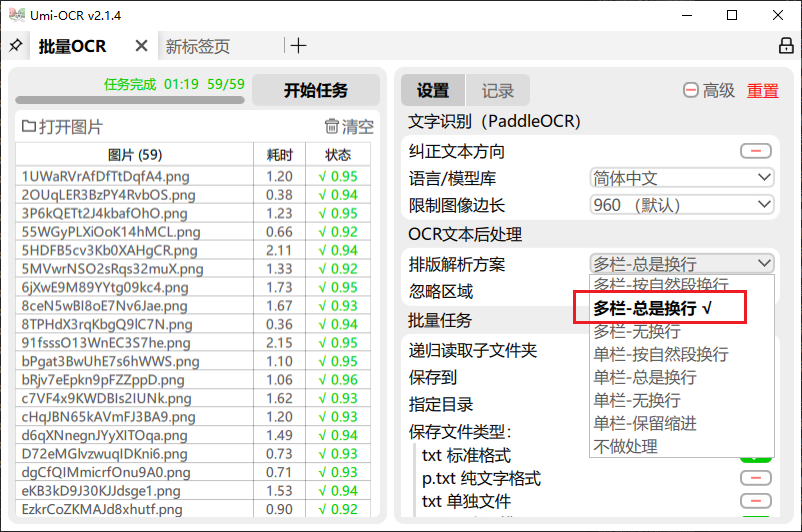 Umi-OCR v2.1.4
批量OCR
新标签页
任务完成 01:19 59/59
开始任务
打开图片
清空
图片 (59) 耗时 状态
1UWaRVrAfDfTtDqfA4.png 1.20 √ 0.95
2OUqLER3BzPY4RvbOS.png 0.38 √ 0.94
3P6kQETt2J4kbafOhO.png 1.23 √ 0.95
55WGyPLXiOoK14hMCL.png 0.66 √ 0.92
5HDFB5cv3Kb0XAHgCR.png 2.11 √ 0.94
5MVwrNSO2sRqs32muX.png 1.33 √ 0.92
6jXwE9M89YYtg09kc4.png 1.73 √ 0.95
8ceN5wBI8oE7Nv6Jae.png 1.67 √ 0.93
8TPHdX3rqKbgQ9lC7N.png 0.36 √ 0.94
91fsssO13WnEC3S7he.png 2.15 √ 0.95
bPgat3BwUhE7s6hWWS.png 1.10 √ 0.95
bRjv7eEpkn9pFZZppD.png 1.06 √ 0.96
c7VF4x9KWDBIs2IUNk.png 1.62 √ 0.93
cHqJBN65kAVmFJ3BA9.png 1.20 √ 0.93
d6qXNnegnJYyXITOqa.png 1.49 √ 0.94
D72eMGlvzwuqIDKni6.png 0.73 √ 0.93
dgCfQIMmicrfOnu9A0.png 0.71 √ 0.93
eKB3kD9J30KJJdsge1.png 1.53 √ 0.94
EzkrCoZKMAJd8xhutf.png 0.90 √ 0.92
设置
记录
高级
重置
文字识别（PaddleOCR）
纠正文本方向
语言/模型库 简体中文
限制图像边长 960 （默认）
OCR文本后处理
排版解析方案 多栏-总是换行
忽略区域
批量任务
递归读取子文件夹
保存到
指定目录
保存文件类型：
txt 标准格式
p.txt 纯文字格式
txt 单独文件
多栏-按自然段换行
多栏-总是换行 √
多栏-无换行
单栏-按自然段换行
单栏-总是换行
单栏-无换行
单栏-保留缩进
不做处理